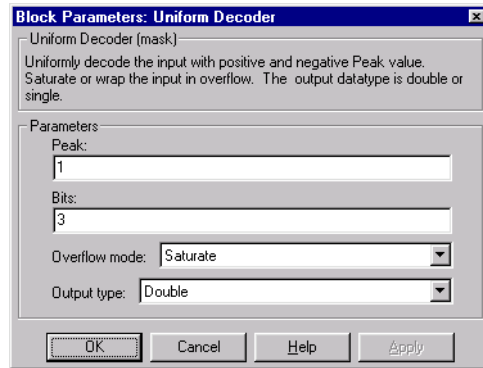 Block Parameters: Uniform Decoder
Uniform Decoder (mask)
Uniformly decode the input with positive and negative Peak value.
Saturate or wrap the input in overflow.  The  output datatype is double or
single.
Parameters
Peak:
1
Bits:
3
Overflow mode: Saturate
Output type: Double
OK Cancel Help Apply